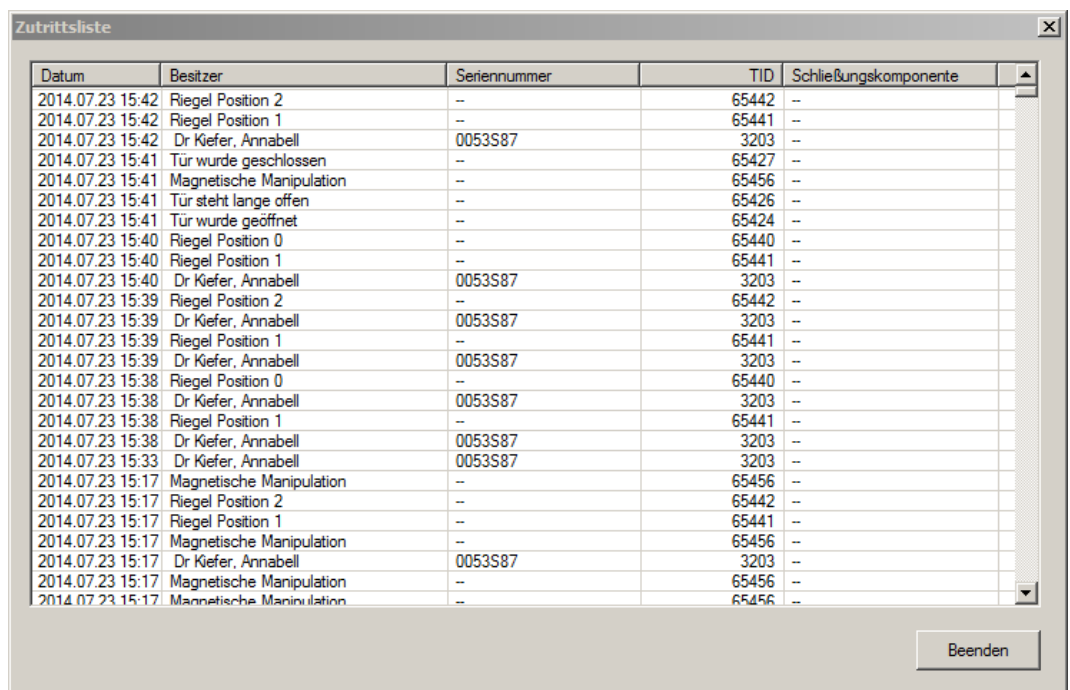 Zutrittsliste
Datum Besitzer Seriennummer TID Schließungskomponente
2014.07.23 15:42 Riegel Position 2 -- 65442 --
2014.07.23 15:42 Riegel Position 1 -- 65441 --
2014.07.23 15:42 Dr Kiefer, Annabell 0053S87 3203 --
2014.07.23 15:41 Tür wurde geschlossen -- 65427 --
2014.07.23 15:41 Magnetische Manipulation -- 65456 --
2014.07.23 15:41 Tür steht lange offen -- 65426 --
2014.07.23 15:41 Tür wurde geöffnet -- 65424 --
2014.07.23 15:40 Riegel Position 0 -- 65440 --
2014.07.23 15:40 Riegel Position 1 -- 65441 --
2014.07.23 15:40 Dr Kiefer, Annabell 0053S87 3203 --
2014.07.23 15:39 Riegel Position 2 -- 65442 --
2014.07.23 15:39 Dr Kiefer, Annabell 0053S87 3203 --
2014.07.23 15:39 Riegel Position 1 -- 65441 --
2014.07.23 15:39 Dr Kiefer, Annabell 0053S87 3203 --
2014.07.23 15:38 Riegel Position 0 -- 65440 --
2014.07.23 15:38 Dr Kiefer, Annabell 0053S87 3203 --
2014.07.23 15:38 Riegel Position 1 -- 65441 --
2014.07.23 15:38 Dr Kiefer, Annabell 0053S87 3203 --
2014.07.23 15:33 Dr Kiefer, Annabell 0053S87 3203 --
2014.07.23 15:17 Magnetische Manipulation -- 65456 --
2014.07.23 15:17 Riegel Position 2 -- 65442 --
2014.07.23 15:17 Riegel Position 1 -- 65441 --
2014.07.23 15:17 Magnetische Manipulation -- 65456 --
2014.07.23 15:17 Dr Kiefer, Annabell 0053S87 3203 --
2014.07.23 15:17 Magnetische Manipulation -- 65456 --
2014.07.23 15:17 Magnetische Manipulation -- 65456 --
Beenden